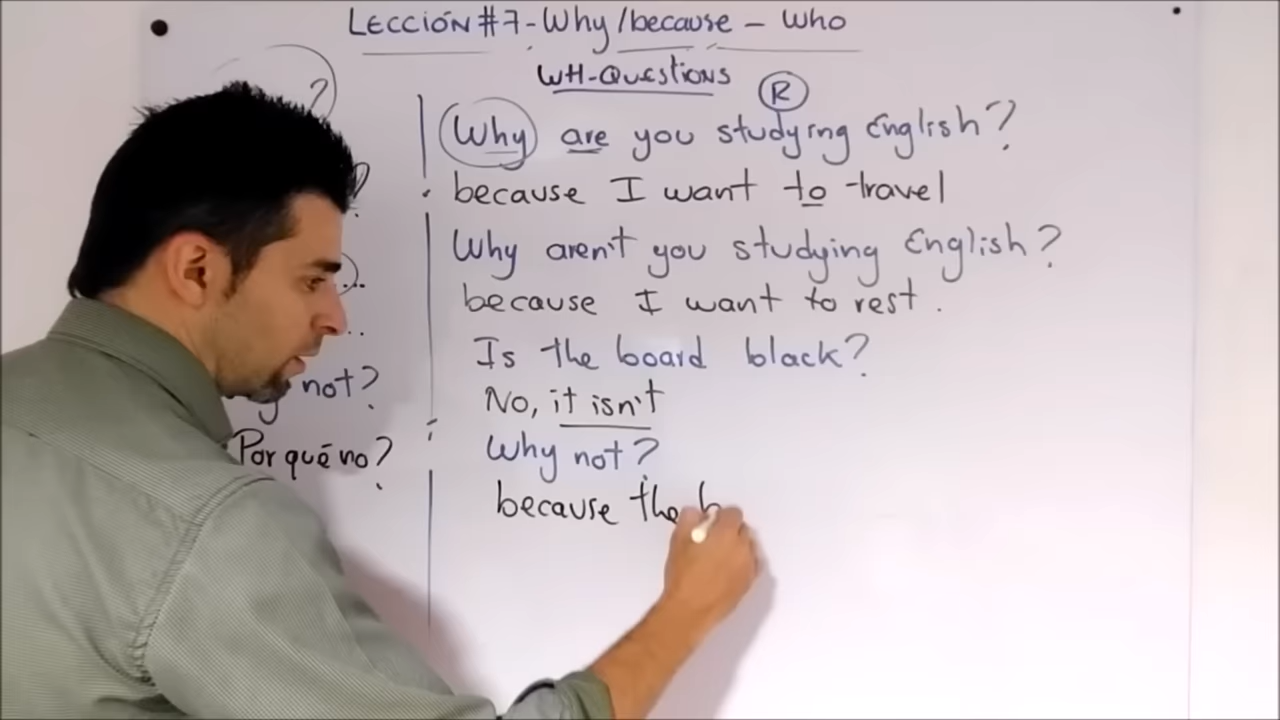 LECCIÓN #7-Why/because – WHO
WH-QUESTIONS
R
Why are you studying English?
because I want to travel
Why aren't you studying English?
because I want to rest.
Is the board black?
No, it isn't
Why not?
because the b
?
?
...
..
not?
Por qué no?